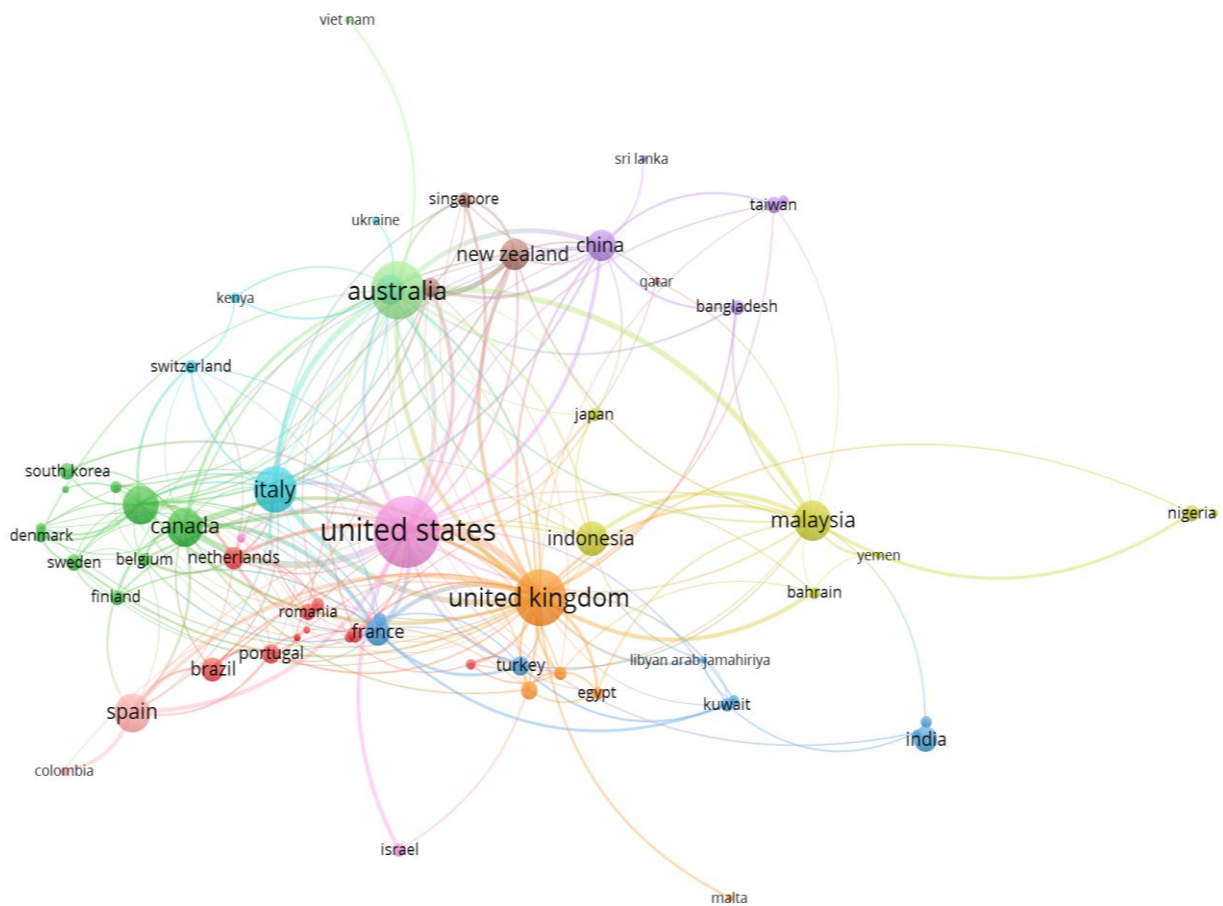 viet nam
sri lanka
singapore
taiwan
ukraine
new zealand
china
qatar
australia
kenya
bangladesh
switzerland
japan
south korea
italy
canada
united states
malaysia
nigeria
denmark
indonesia
netherlands
belgium
sweden
yemen
finland
united kingdom
bahrain
romania
france
portugal
brazil
turkey
libyan arab jamahiriya
egypt
kuwait
spain
india
colombia
israel
malta